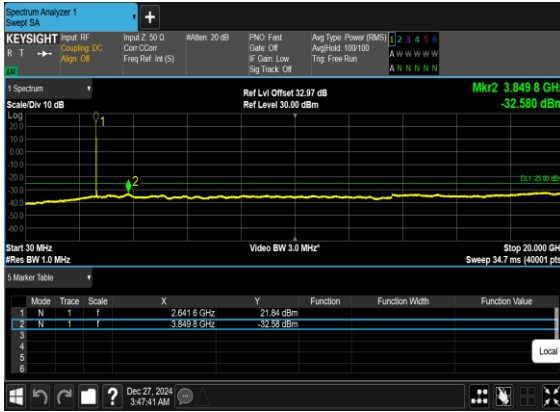 Spectrum Analyzer 1
Swept SA
+
KEYSIGHT Input: RF Input Z: 50 Ω #Atten: 20 dB PNO: Fast Avg Type: Power (RMS) 1 2 3 4 5 6
R T Coupling: DC Corr CCorr Gate: Off Avg|Hold: 100/100 A W W W W W
Align: Off Freq Ref: Int (S) IF Gain: Low Trig: Free Run
Sig Track: Off A N N N N N
1 Spectrum
Scale/Div 10 dB
Ref Lvl Offset 32.97 dB
Ref Level 30.00 dBm
Mkr2 3.849 8 GHz
-32.580 dBm
Log
20.0
10.0
0.00
-10.0
-20.0
-30.0
-40.0
-50.0
-60.0
1
2
DL1 25.00 dBm
Start 30 MHz Video BW 3.0 MHz* Stop 20.000 GHz
#Res BW 1.0 MHz Sweep 34.7 ms (40001 pts)
5 Marker Table
Mode Trace Scale X Y Function Function Width Function Value
1 N 1 f 2.641 6 GHz 21.84 dBm
2 N 1 f 3.849 8 GHz -32.58 dBm
3
4
5
6
Local
?
Dec 27, 2024
3:47:41 AM